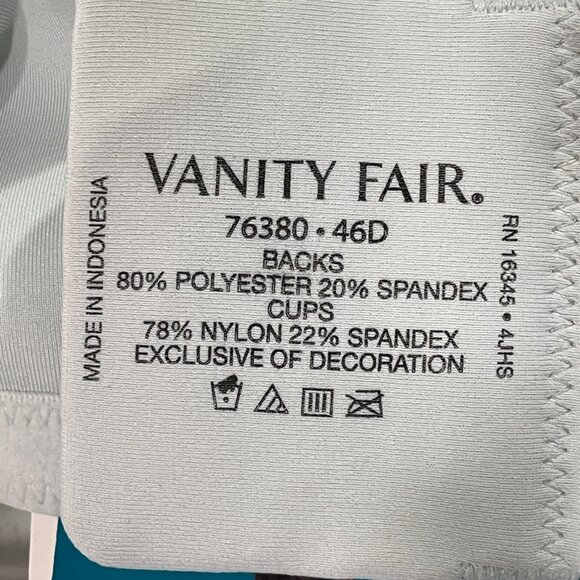 VANITY FAIR®
76380 • 46D
BACKS
80% POLYESTER 20% SPANDEX
CUPS
78% NYLON 22% SPANDEX
EXCLUSIVE OF DECORATION
MADE IN INDONESIA
RN 16345 • 4JHS